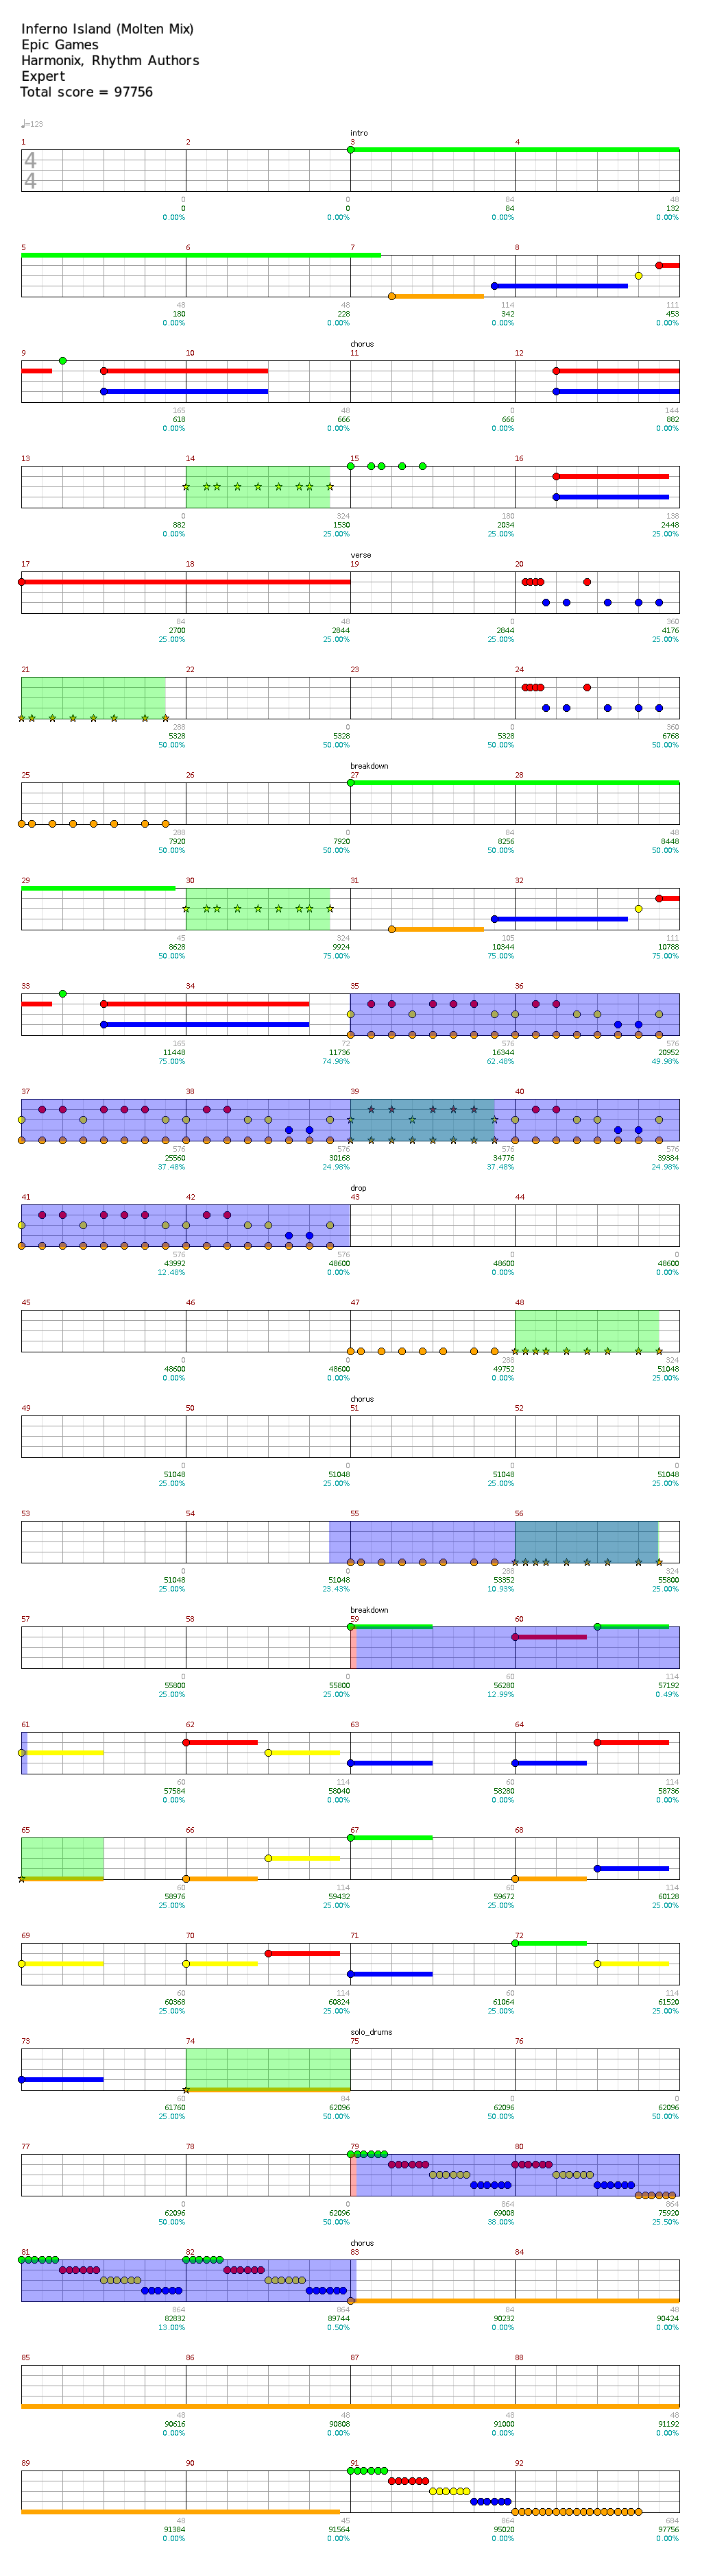 Inferno Island (Molten Mix)
Epic Games
Harmonix, Rhythm Authors
Expert
Total score = 97756
♩=123
intro
1 2 3 4
4
4
0 0 84 48
0 0 84 132
0.00% 0.00% 0.00% 0.00%
5 6 7 8
48 48 114 111
180 228 342 453
0.00% 0.00% 0.00% 0.00%
chorus
9 10 11 12
165 48 0 144
618 666 666 882
0.00% 0.00% 0.00% 0.00%
13 14 15 16
0 324 180 138
882 1530 2034 2448
0.00% 25.00% 25.00% 25.00%
verse
17 18 19 20
84 48 0 360
2700 2844 2844 4176
25.00% 25.00% 25.00% 25.00%
21 22 23 24
288 0 0 360
5328 5328 5328 6768
50.00% 50.00% 50.00% 50.00%
breakdown
25 26 27 28
288 0 84 48
7920 7920 8256 8448
50.00% 50.00% 50.00% 50.00%
29 30 31 32
45 324 105 111
8628 9924 10344 10788
50.00% 75.00% 75.00% 75.00%
33 34 35 36
165 72 576 576
11448 11736 16344 20952
75.00% 74.98% 62.48% 49.98%
37 38 39 40
576 576 576 576
25560 30168 34776 39384
37.48% 24.98% 37.48% 24.98%
drop
41 42 43 44
576 576 0 0
43992 48600 48600 48600
12.48% 0.00% 0.00% 0.00%
45 46 47 48
0 0 288 324
48600 48600 49752 51048
0.00% 0.00% 0.00% 25.00%
chorus
49 50 51 52
0 0 0 0
51048 51048 51048 51048
25.00% 25.00% 25.00% 25.00%
53 54 55 56
0 0 288 324
51048 51048 53352 55800
25.00% 23.43% 10.93% 25.00%
breakdown
57 58 59 60
0 0 60 114
55800 55800 56280 57192
25.00% 25.00% 12.99% 0.49%
61 62 63 64
60 114 60 114
57584 58040 58280 58736
0.00% 0.00% 0.00% 0.00%
65 66 67 68
60 114 60 114
58976 59432 59672 60128
25.00% 25.00% 25.00% 25.00%
69 70 71 72
60 114 60 114
60368 60824 61064 61520
25.00% 25.00% 25.00% 25.00%
solo_drums
73 74 75 76
60 84 0 0
61760 62096 62096 62096
25.00% 50.00% 50.00% 50.00%
77 78 79 80
0 0 864 864
62096 62096 69008 75920
50.00% 50.00% 38.00% 25.50%
chorus
81 82 83 84
864 864 84 48
82832 89744 90232 90424
13.00% 0.50% 0.00% 0.00%
85 86 87 88
48 48 48 48
90616 90808 91000 91192
0.00% 0.00% 0.00% 0.00%
89 90 91 92
48 45 864 684
91384 91564 95020 97756
0.00% 0.00% 0.00% 0.00%